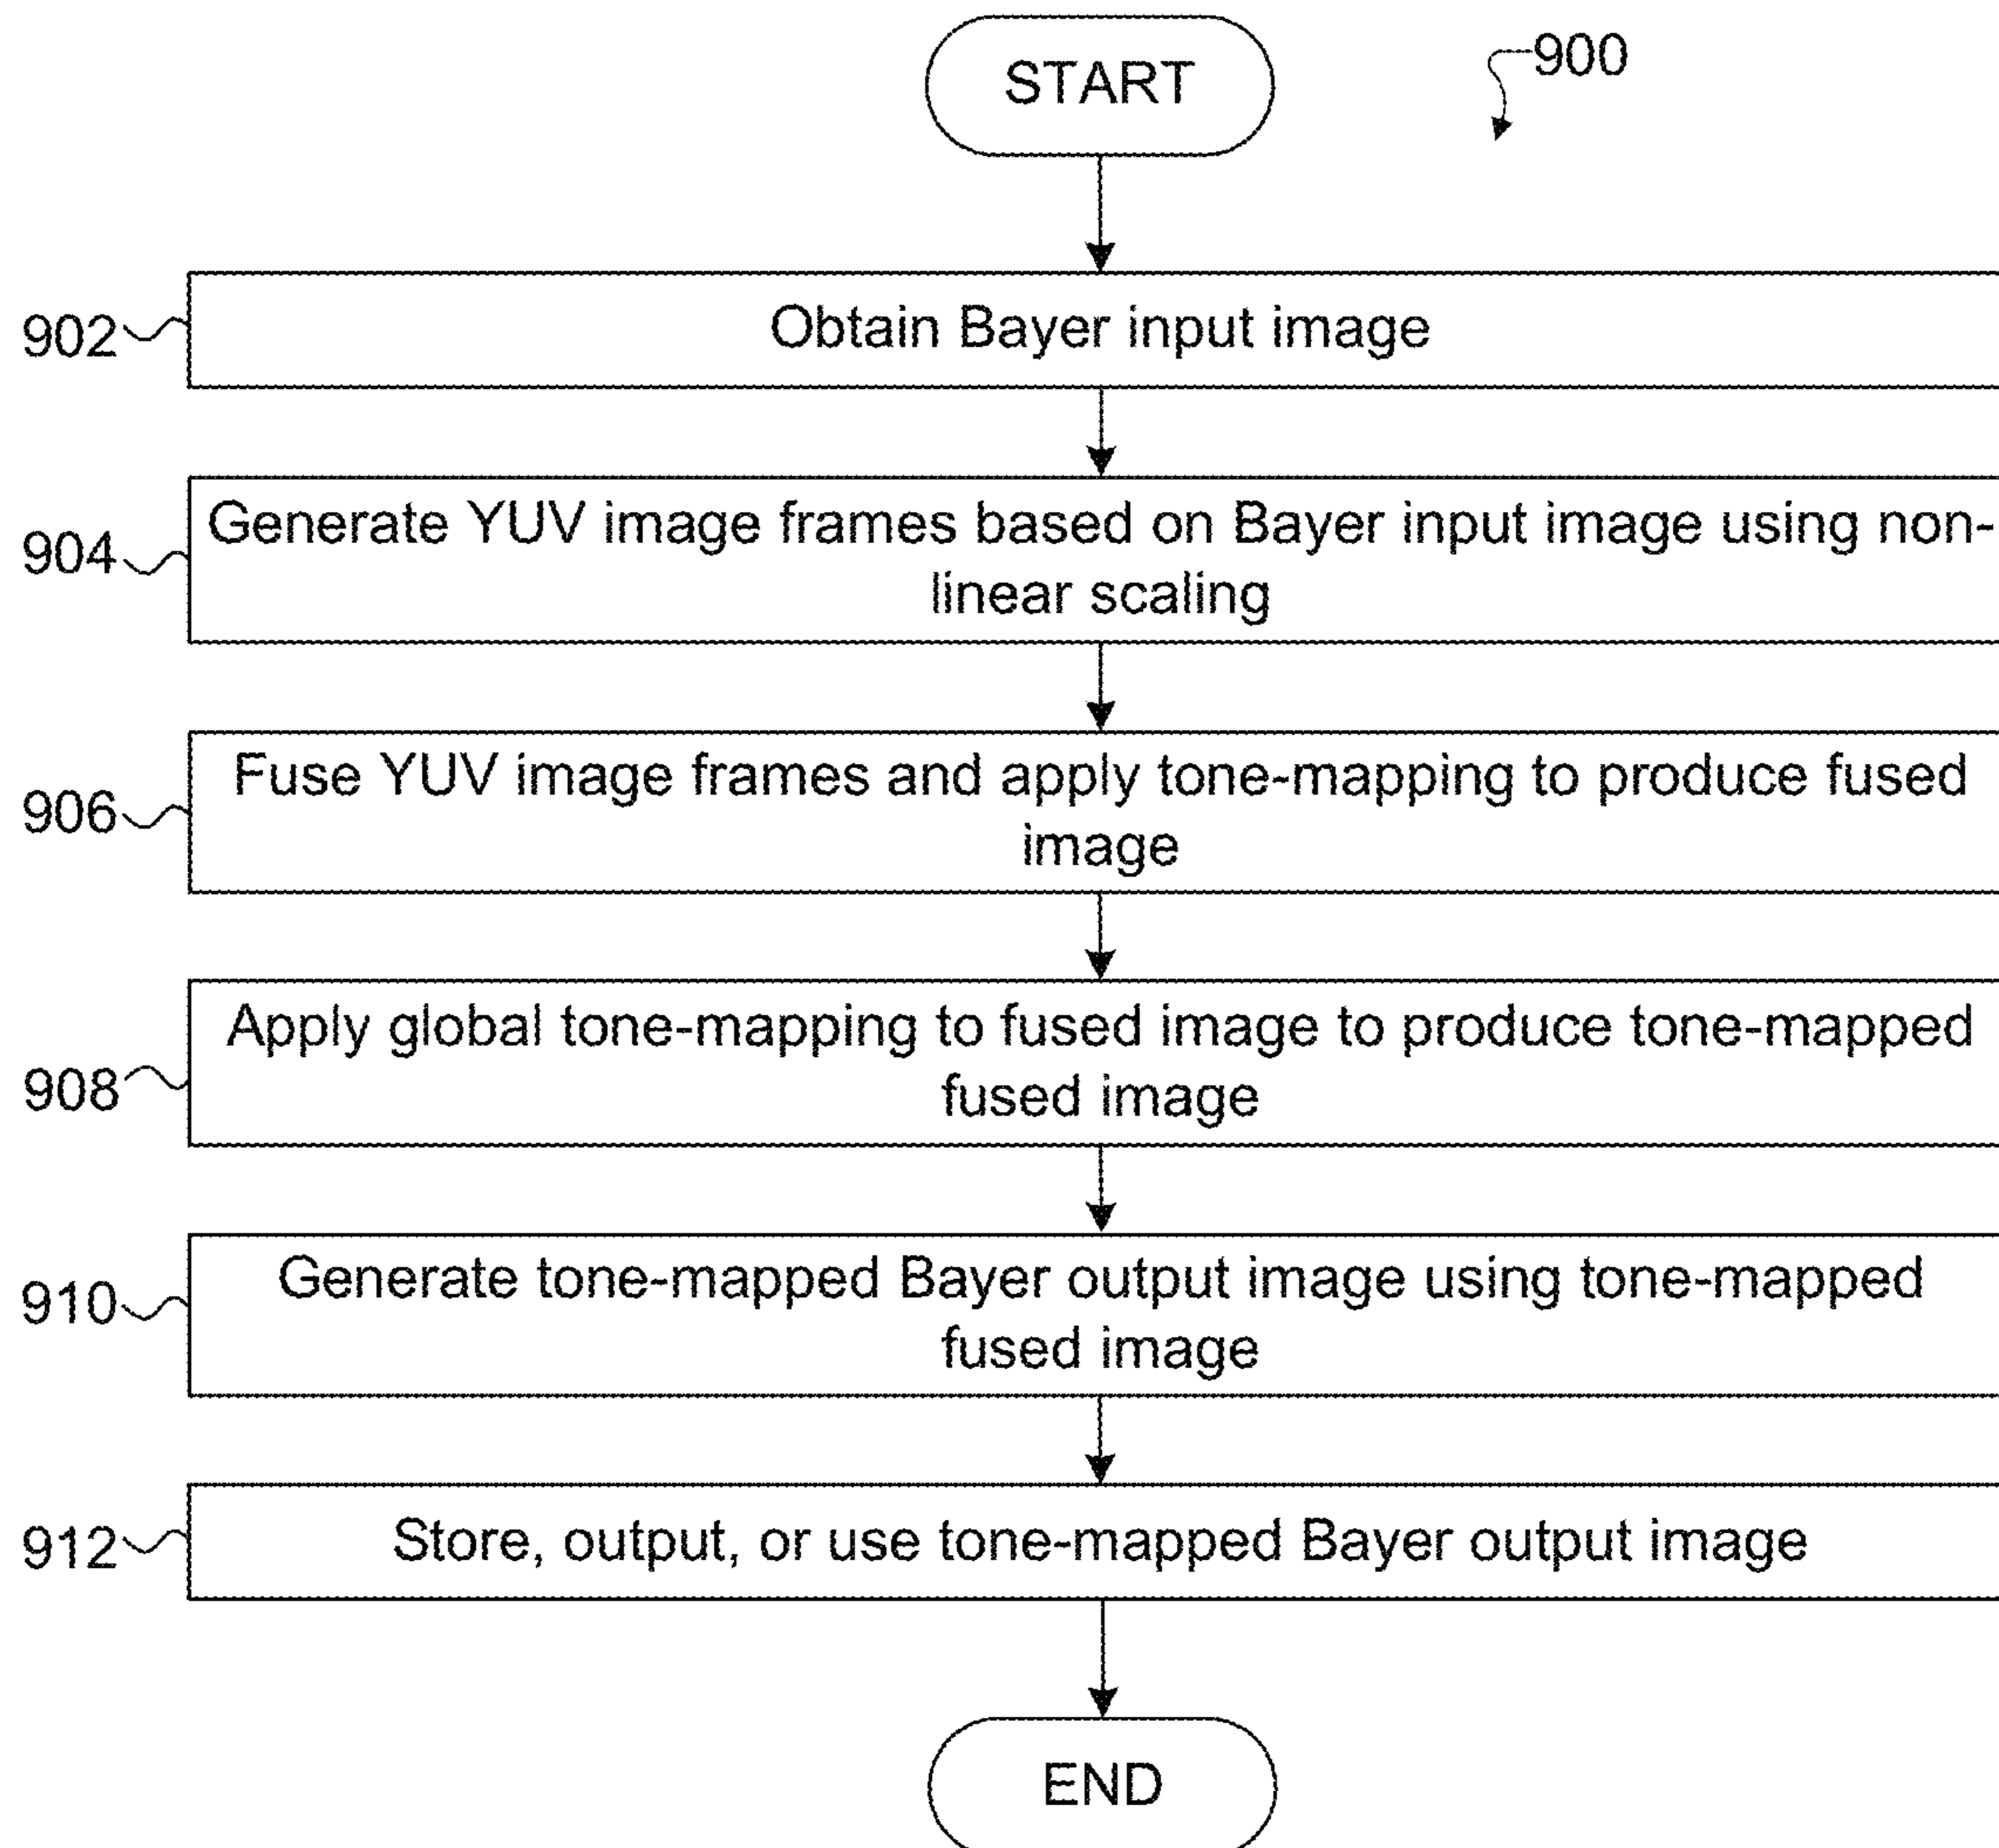 START
900
902
Obtain Bayer input image
904
Generate YUV image frames based on Bayer input image using non-
linear scaling
906
Fuse YUV image frames and apply tone-mapping to produce fused
image
908
Apply global tone-mapping to fused image to produce tone-mapped
fused image
910
Generate tone-mapped Bayer output image using tone-mapped
fused image
912
Store, output, or use tone-mapped Bayer output image
END